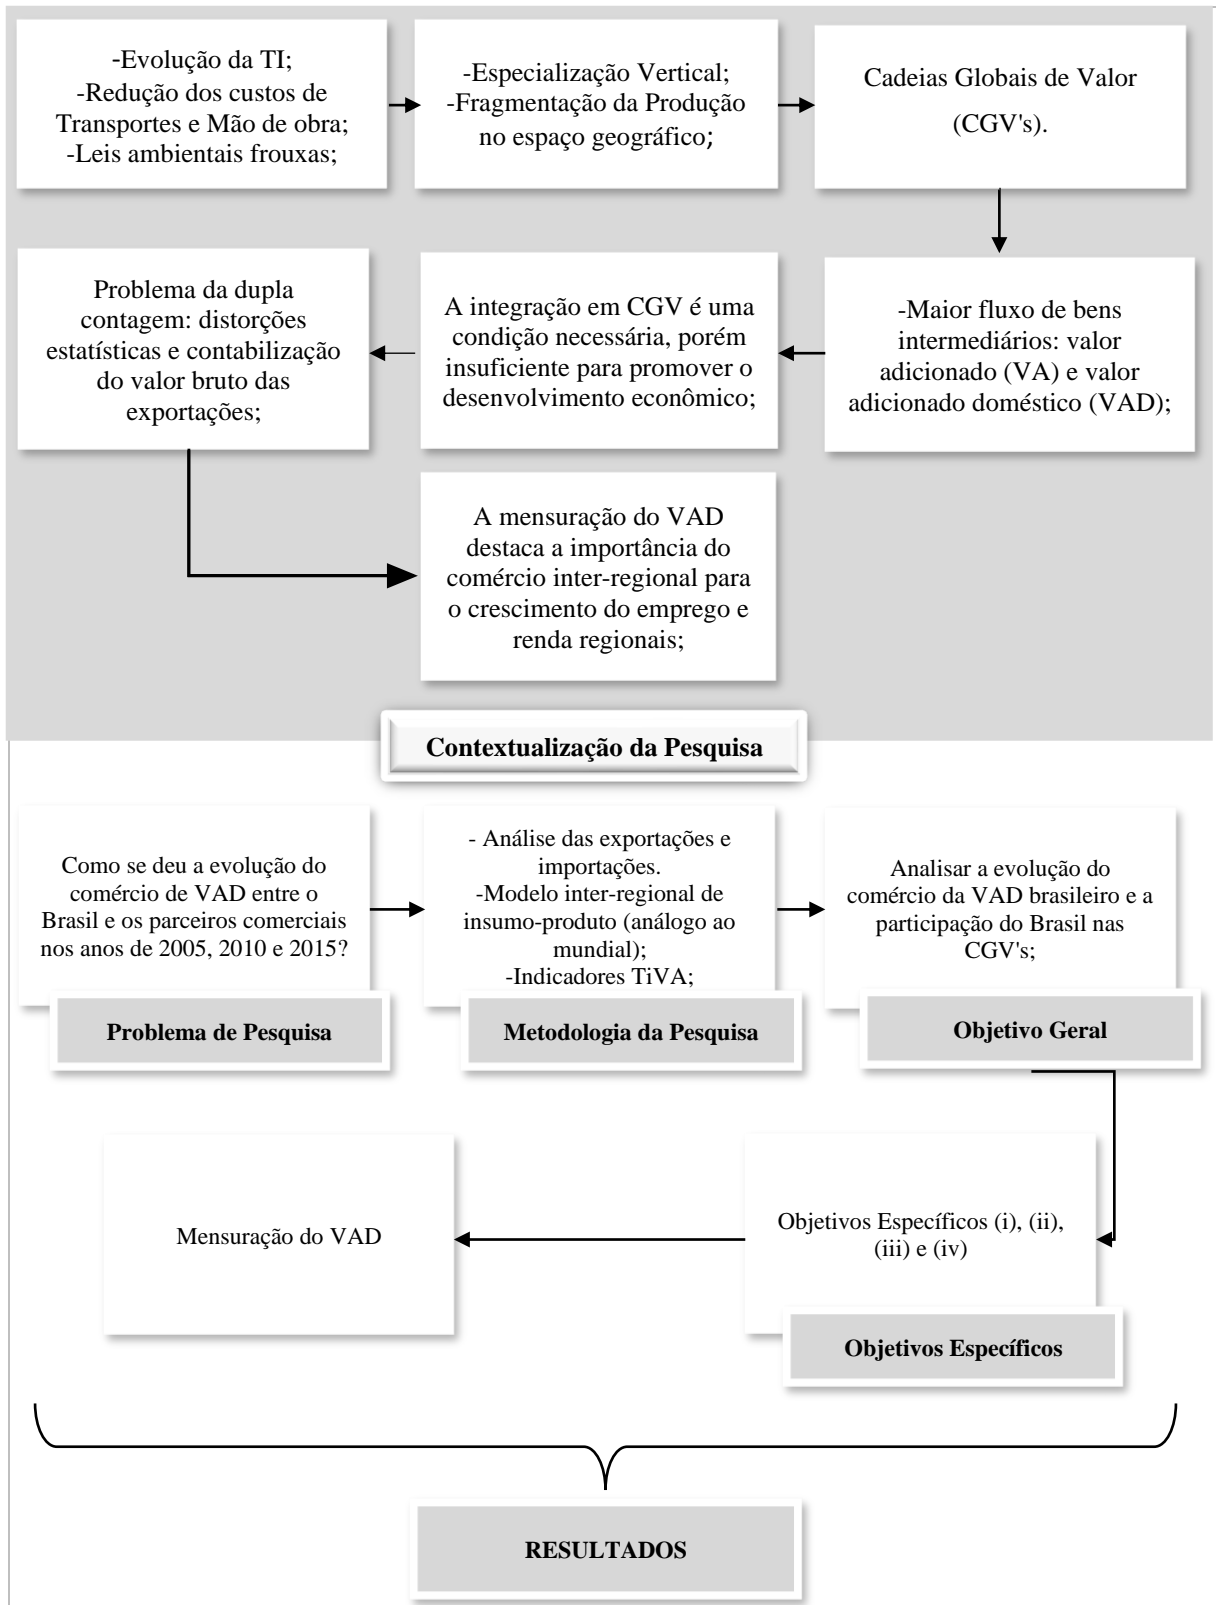 -Evolução da TI;
-Redução dos custos de
Transportes e Mão de obra;
-Leis ambientais frouxas;
-Especialização Vertical;
-Fragmentação da Produção
no espaço geográfico;
Cadeias Globais de Valor
(CGV's).
Problema da dupla
contagem: distorções
estatísticas e contabilização
do valor bruto das
exportações;
A integração em CGV é uma
condição necessária, porém
insuficiente para promover o
desenvolvimento econômico;
-Maior fluxo de bens
intermediários: valor
adicionado (VA) e valor
adicionado doméstico (VAD);
A mensuração do VAD
destaca a importância do
comércio inter-regional para
o crescimento do emprego e
renda regionais;
Contextualização da Pesquisa
Como se deu a evolução do
comércio de VAD entre o
Brasil e os parceiros comerciais
nos anos de 2005, 2010 e 2015?
Problema de Pesquisa
- Análise das exportações e
importações.
-Modelo inter-regional de
insumo-produto (análogo ao
mundial);
-Indicadores TiVA;
Metodologia da Pesquisa
Analisar a evolução do
comércio da VAD brasileiro e a
participação do Brasil nas
CGV's;
Objetivo Geral
Mensuração do VAD
Objetivos Específicos (i), (ii),
(iii) e (iv)
Objetivos Específicos
RESULTADOS